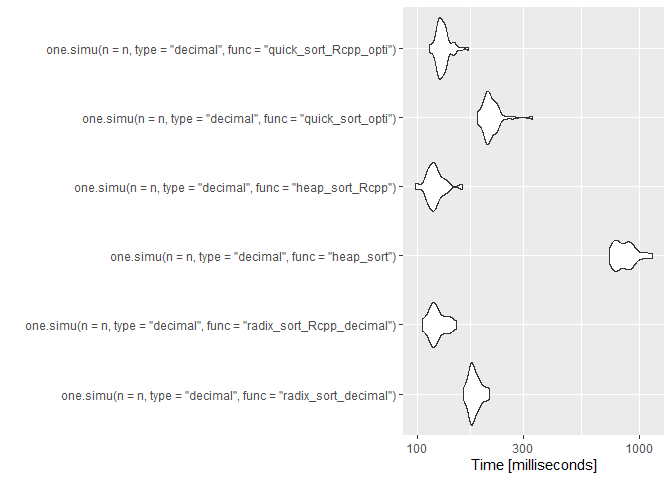 one.simu(n = n, type = "decimal", func = "quick_sort_Rcpp_opti")
one.simu(n = n, type = "decimal", func = "quick_sort_opti")
one.simu(n = n, type = "decimal", func = "heap_sort_Rcpp")
one.simu(n = n, type = "decimal", func = "heap_sort")
one.simu(n = n, type = "decimal", func = "radix_sort_Rcpp_decimal")
one.simu(n = n, type = "decimal", func = "radix_sort_decimal")
100 300 1000
Time [milliseconds]